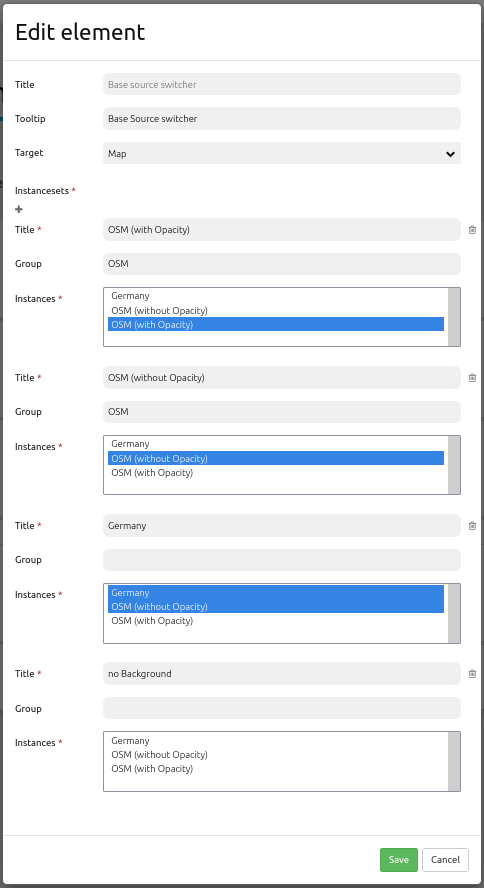 Edit element
Title Base source switcher
Tooltip Base Source switcher
Target Map
Instancesets *
Title * OSM (with Opacity)
Group OSM
Instances * Germany
OSM (without Opacity)
OSM (with Opacity)
Title * OSM (without Opacity)
Group OSM
Instances * Germany
OSM (without Opacity)
OSM (with Opacity)
Title * Germany
Group
Instances * Germany
OSM (without Opacity)
OSM (with Opacity)
Title * no Background
Group
Instances * Germany
OSM (without Opacity)
OSM (with Opacity)
Save Cancel